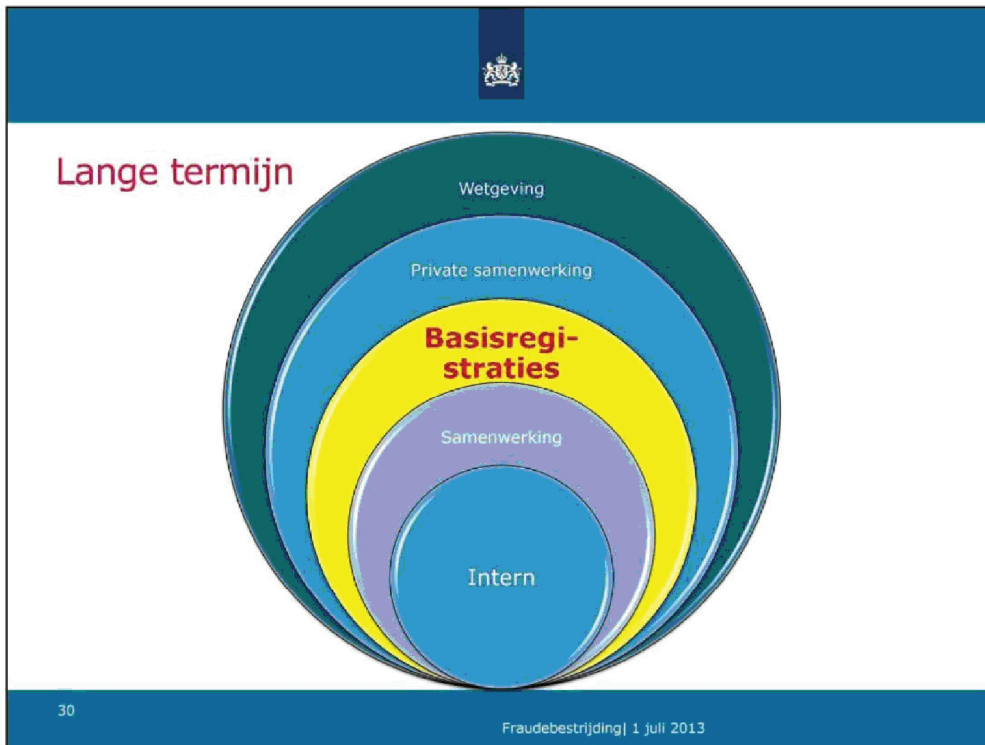 Lange termijn
Wetgeving
Private samenwerking
Basisregi-
straties
Samenwerking
Intern
30
Fraudebestrijding| 1 juli 2013